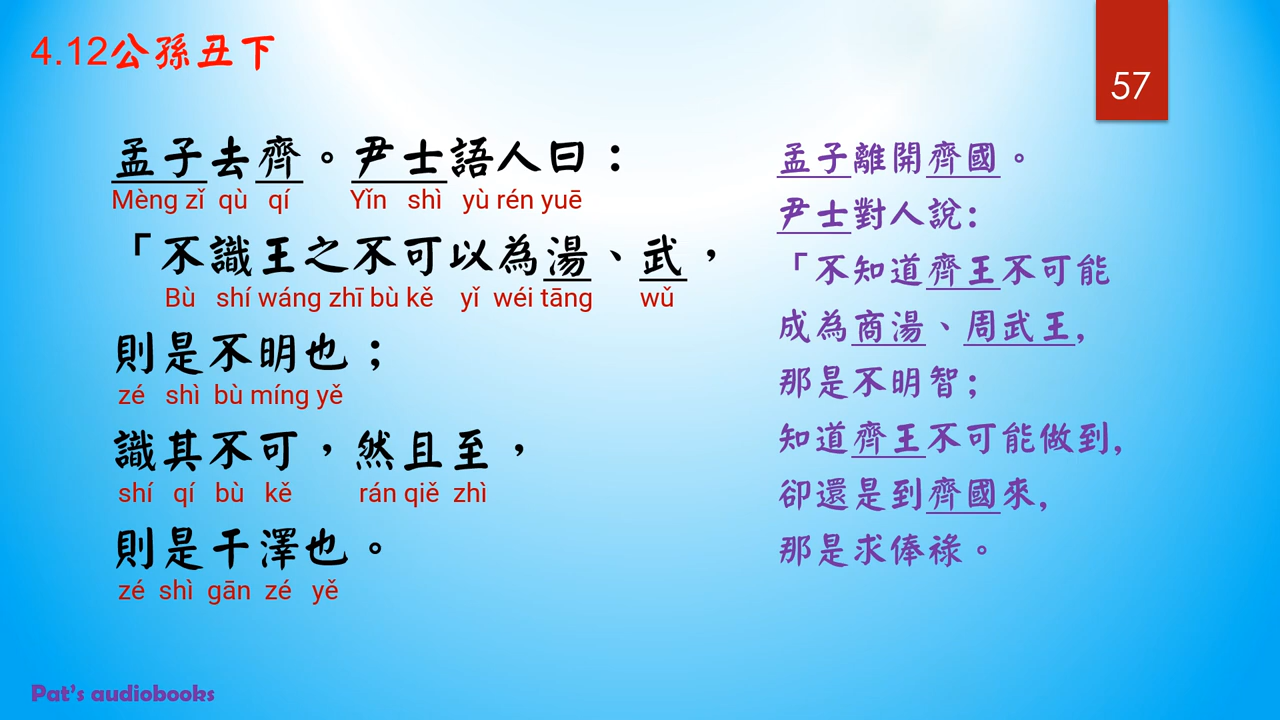 4.12公孫丑下
57
孟子去齊。尹士語人曰：
Mèng zǐ qù qí Yǐn shì yù rén yuē
「不識王之不可以為湯、武，
Bù shí wáng zhī bù kě yǐ wéi tāng wǔ
則是不明也；
zé shì bù míng yě
識其不可，然且至，
shí qí bù kě rán qiě zhì
則是干澤也。
zé shì gān zé yě
孟子離開齊國。
尹士對人說:
「不知道齊王不可能
成為商湯、周武王,
那是不明智;
知道齊王不可能做到,
卻還是到齊國來,
那是求俸祿。
Pat's audiobooks